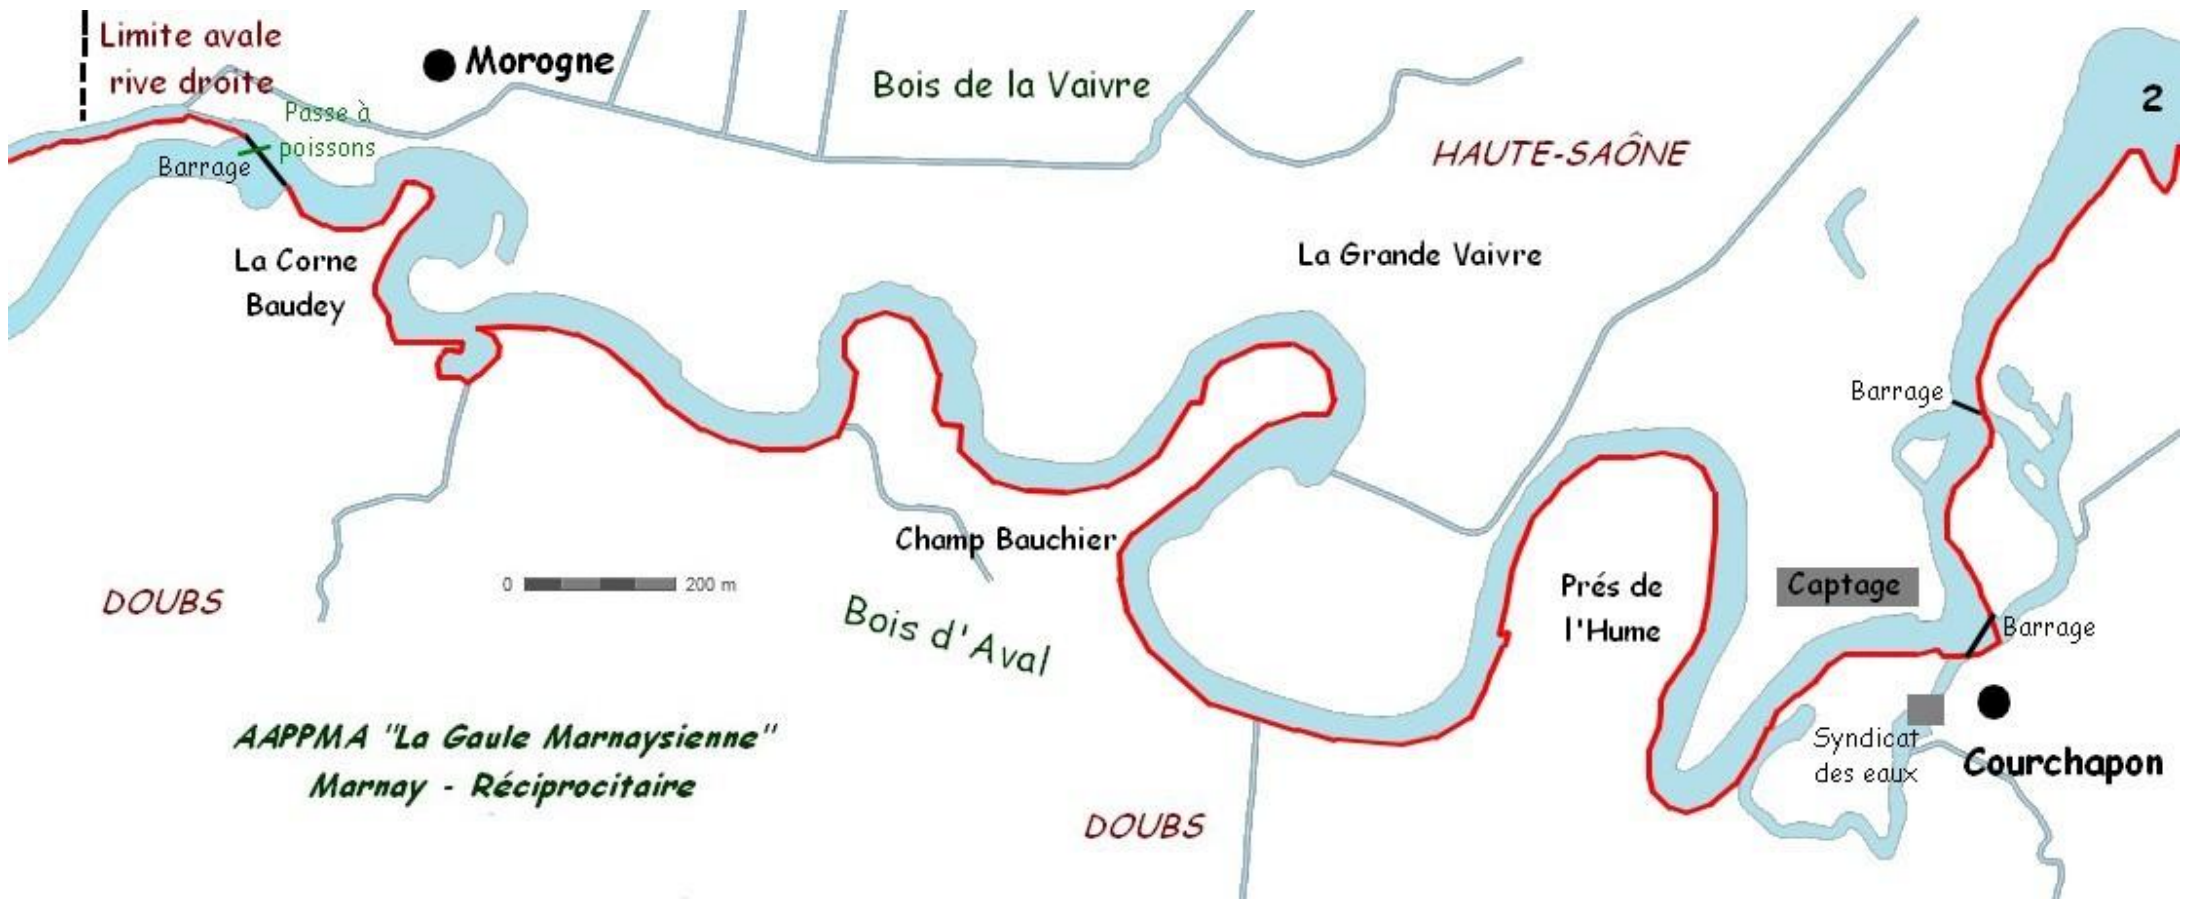 Limite avale
rive droite
Morogne
Passe à
poissons
Barrage
Bois de la Vaivre
HAUTE-SAÔNE
2
La Corne
Baudey
La Grande Vaivre
Barrage
Champ Bauchier
0 200 m
DOUBS
Bois d'Aval
Prés de
l'Hume
Captage
Barrage
AAPPMA "La Gaule Marnaysienne"
Marnay - Réciprocitaire
Syndicat
des eaux
Courchapon
DOUBS